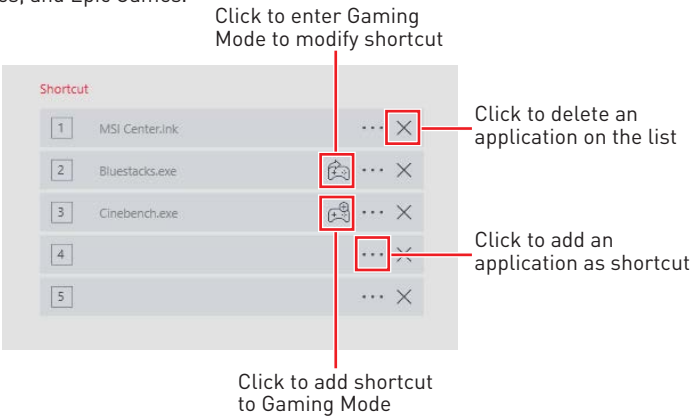 and Epic Games.
Click to enter Gaming
Mode to modify shortcut
Shortcut
1 MSI Center.lnk ... 
Click to delete an
application on the list
2 Bluestacks.exe ...
3 Cinebench.exe ...
Click to add an
application as shortcut
4 ...
5 ...
Click to add shortcut
to Gaming Mode